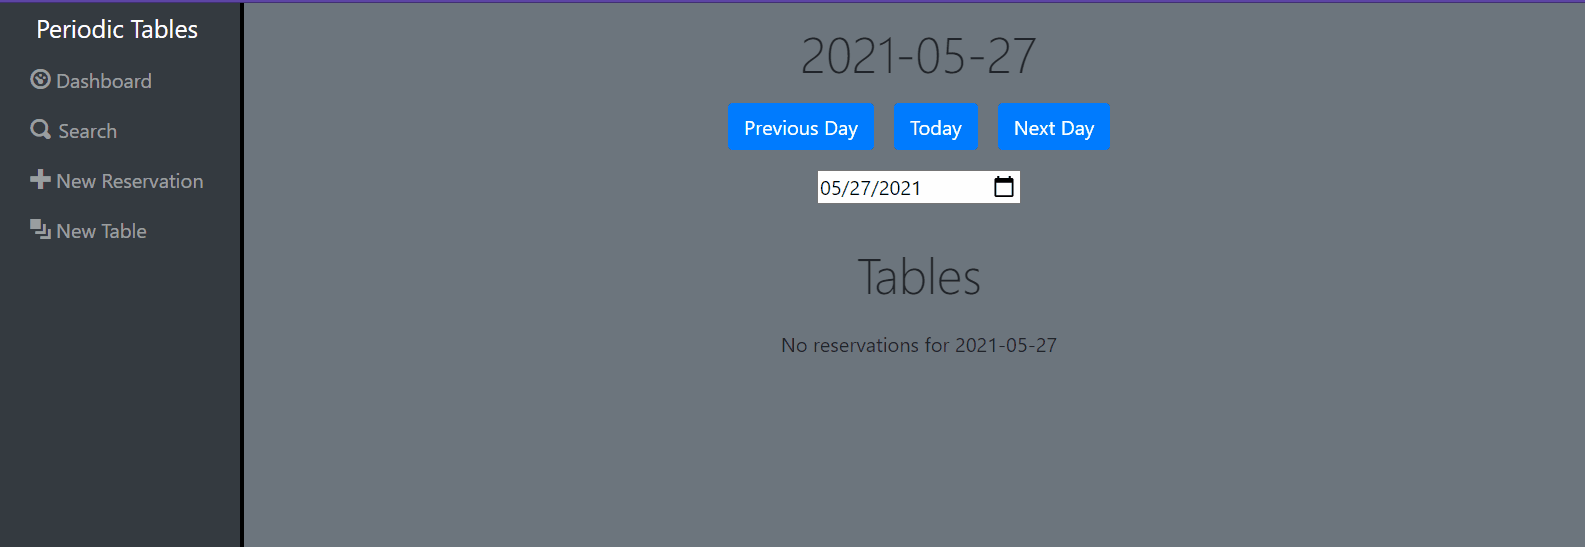 Periodic Tables
Dashboard
Search
New Reservation
New Table
2021-05-27
Previous Day Today Next Day
05/27/2021
Tables
No reservations for 2021-05-27